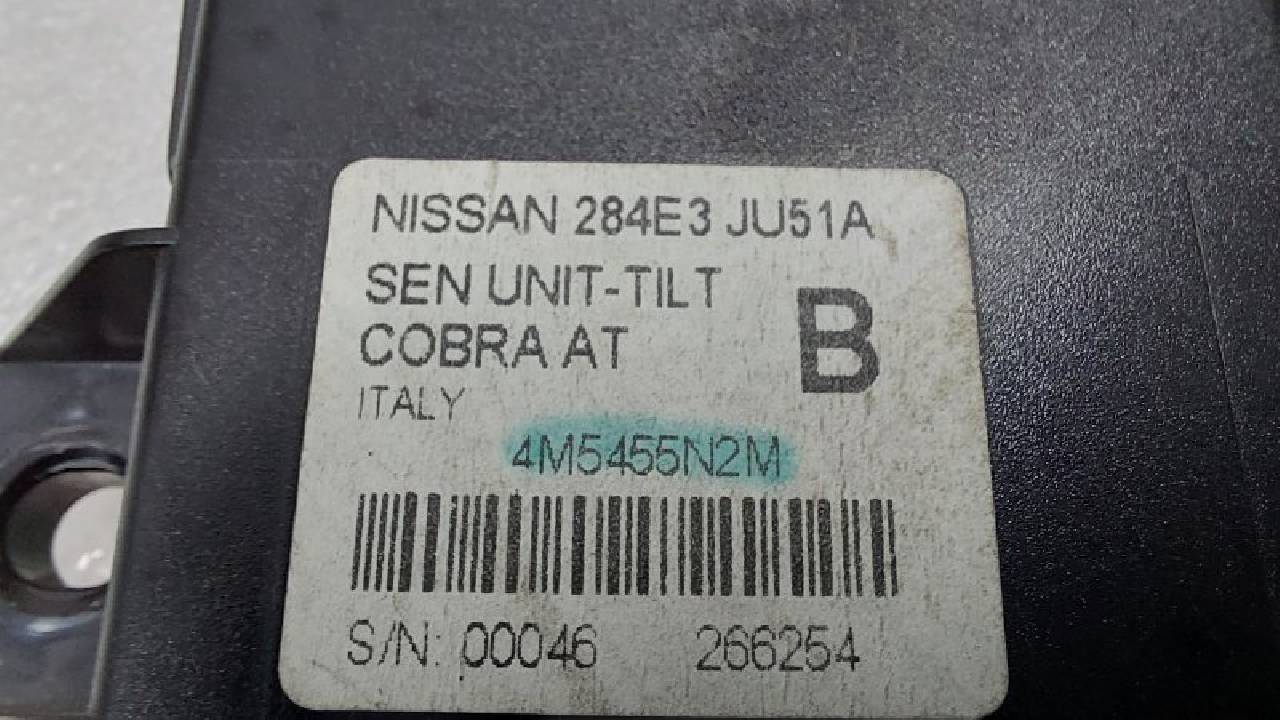 NISSAN 284E3 JU51A
SEN UNIT-TILT
COBRA AT
B
ITALY
4M5455N2M
S/N: 00046 266254